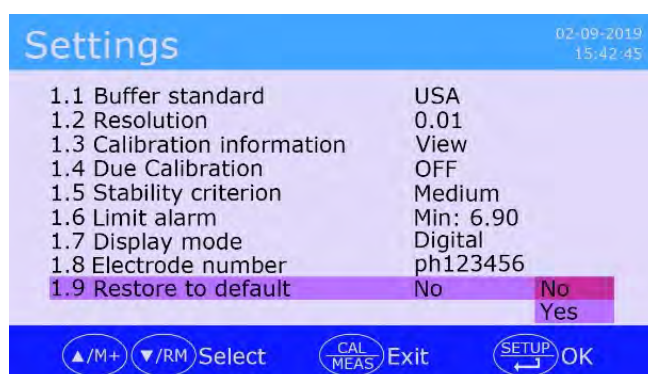 Settings
02-09-2019
15:42:45
1.1 Buffer standard USA
1.2 Resolution 0.01
1.3 Calibration information View
1.4 Due Calibration OFF
1.5 Stability criterion Medium
1.6 Limit alarm Min: 6.90
1.7 Display mode Digital
1.8 Electrode number ph123456
1.9 Restore to default No No
Yes
▲/M+ ▼/RM Select CAL/MEAS Exit SETUP OK